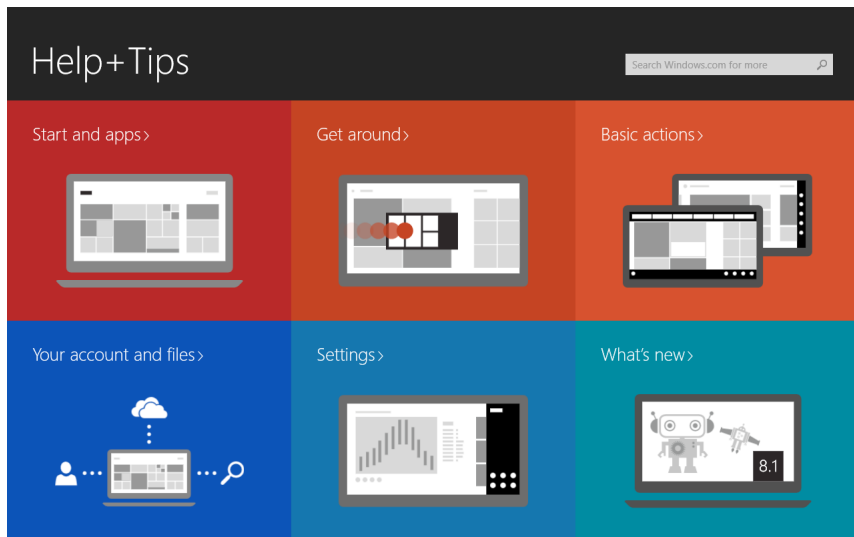 Help+Tips
Search Windows.com for more
Start and apps>
Get around>
Basic actions>
Your account and files>
Settings>
What's new>
8.1